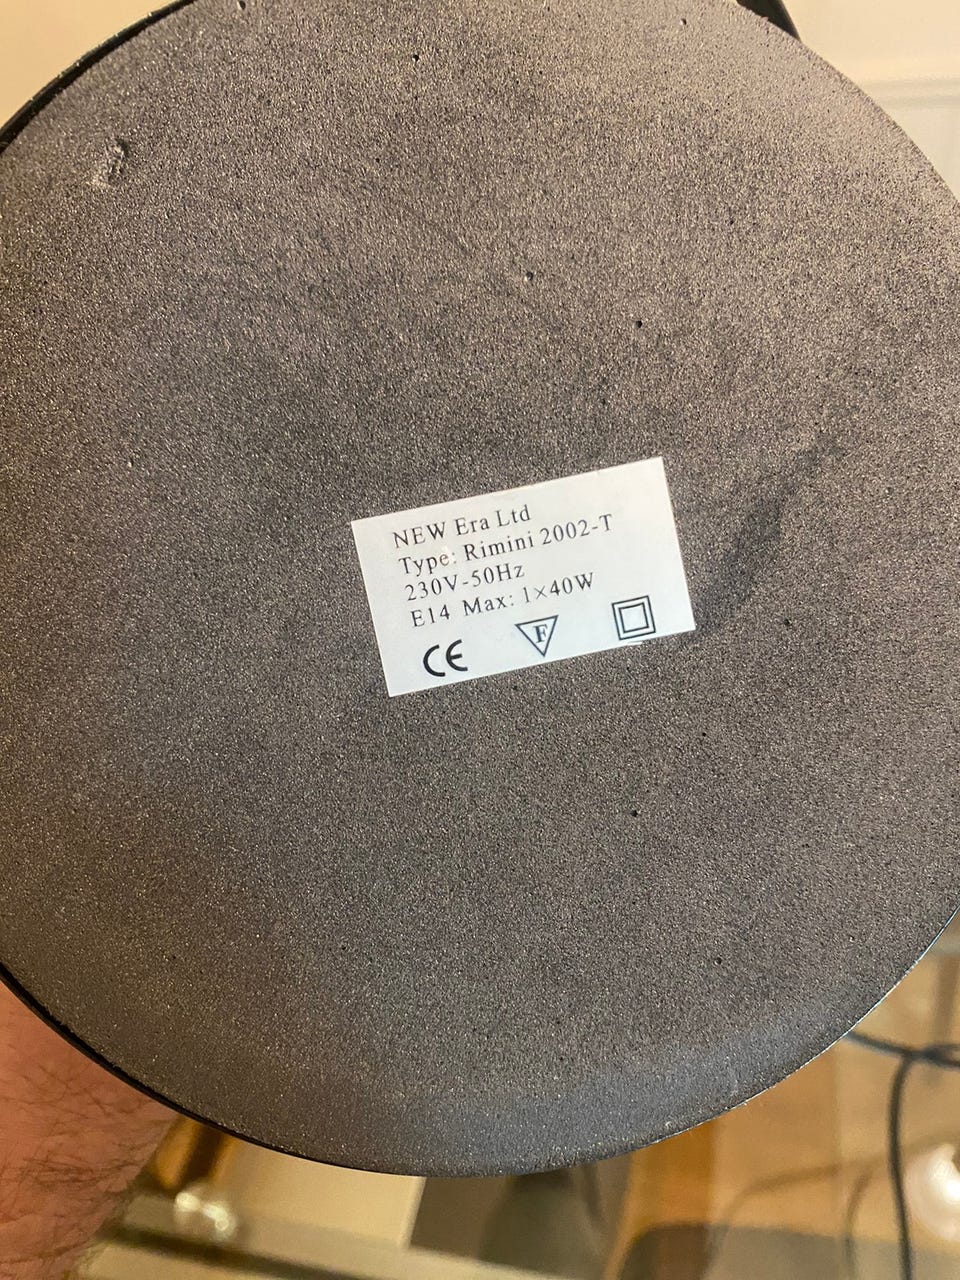 NEW Era Ltd
Type: Rimini 2002-T
230V-50Hz
E14 Max: 1×40W
CE F